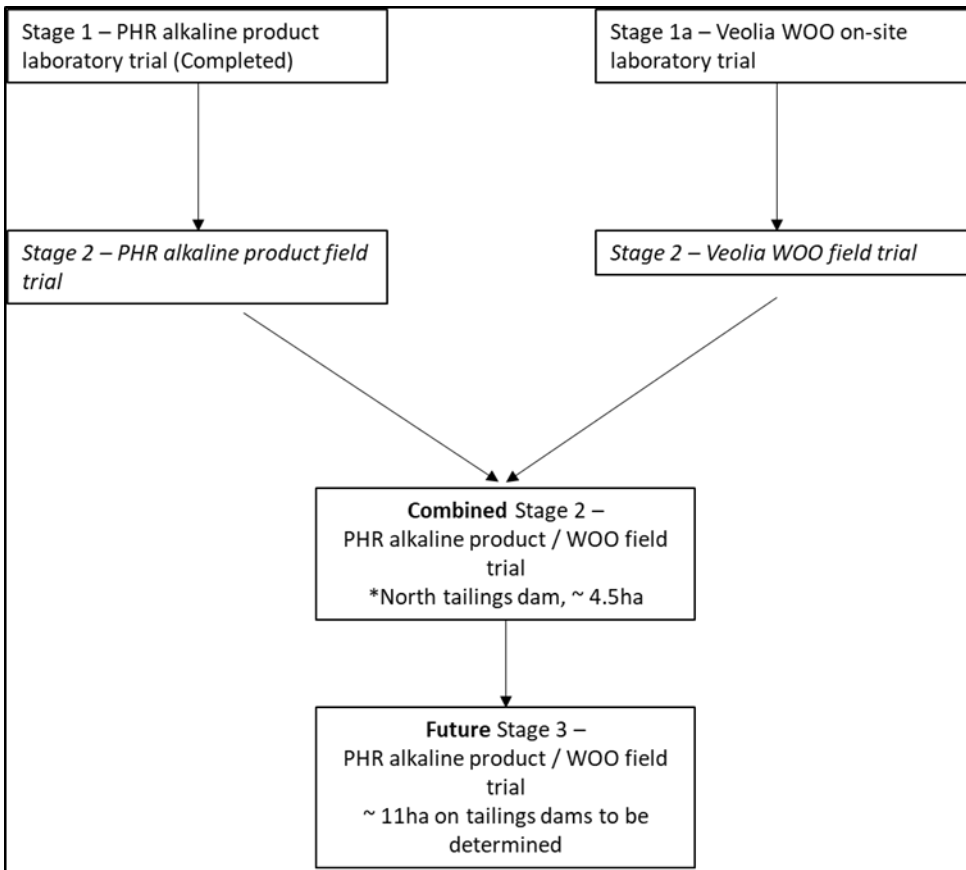 Stage 1 – PHR alkaline product
laboratory trial (Completed)
Stage 1a – Veolia WOO on-site
laboratory trial
Stage 2 – PHR alkaline product field
trial
Stage 2 – Veolia WOO field trial
Combined Stage 2 –
PHR alkaline product / WOO field
trial
*North tailings dam, ~ 4.5ha
Future Stage 3 –
PHR alkaline product / WOO field
trial
~ 11ha on tailings dams to be
determined